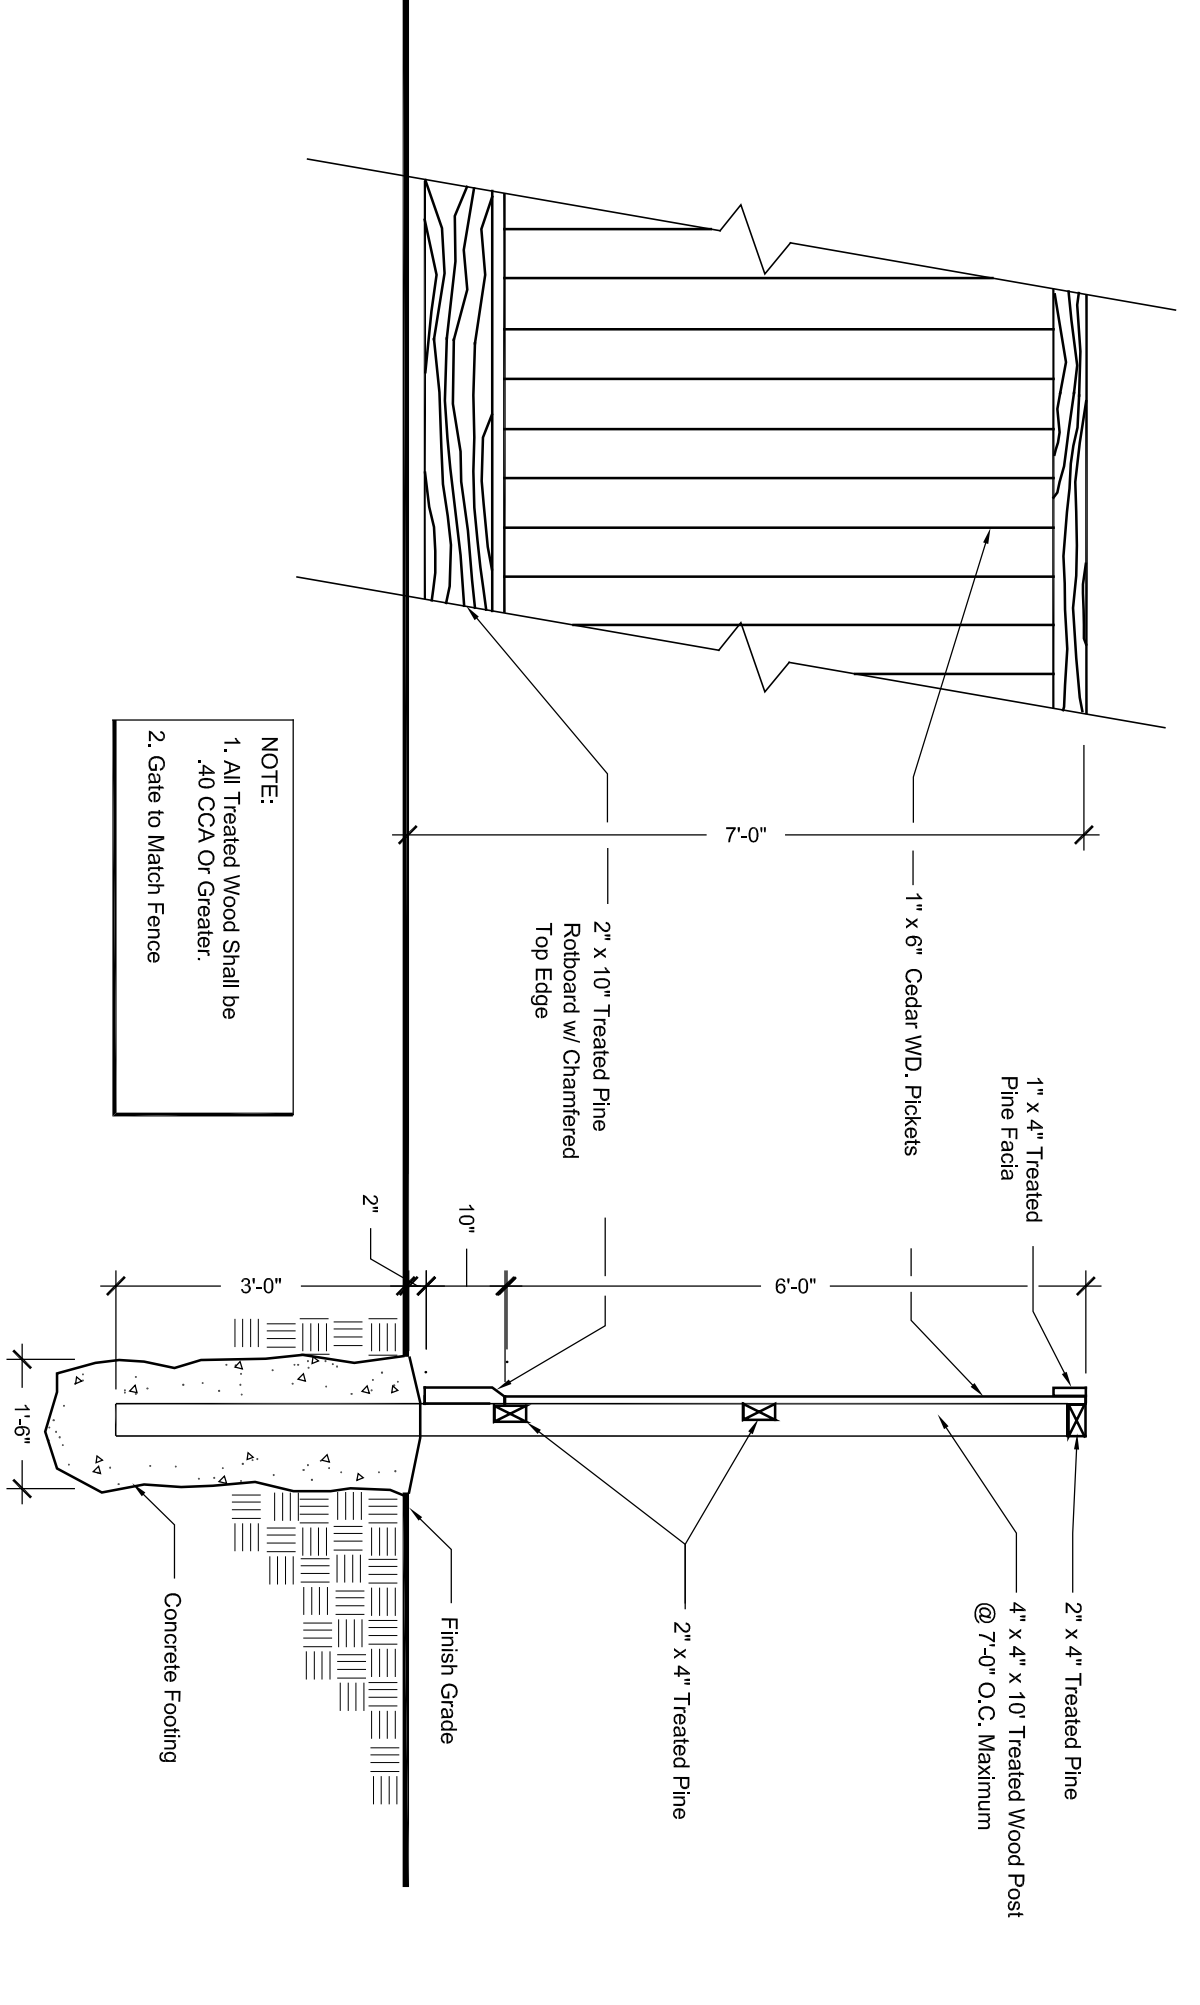 2" x 4" Treated Pine
4" x 4" x 10' Treated Wood Post
@ 7'-0" O.C. Maximum
1" x 4" Treated
Pine Facia
1" x 6" Cedar WD. Pickets
7'-0"
6'-0"
2" x 4" Treated Pine
2" x 10" Treated Pine
Rotboard w/ Chamfered
Top Edge
10"
2"
Finish Grade
3'-0"
NOTE:
1. All Treated Wood Shall be
.40 CCA Or Greater.
2. Gate to Match Fence
Concrete Footing
1'-6"